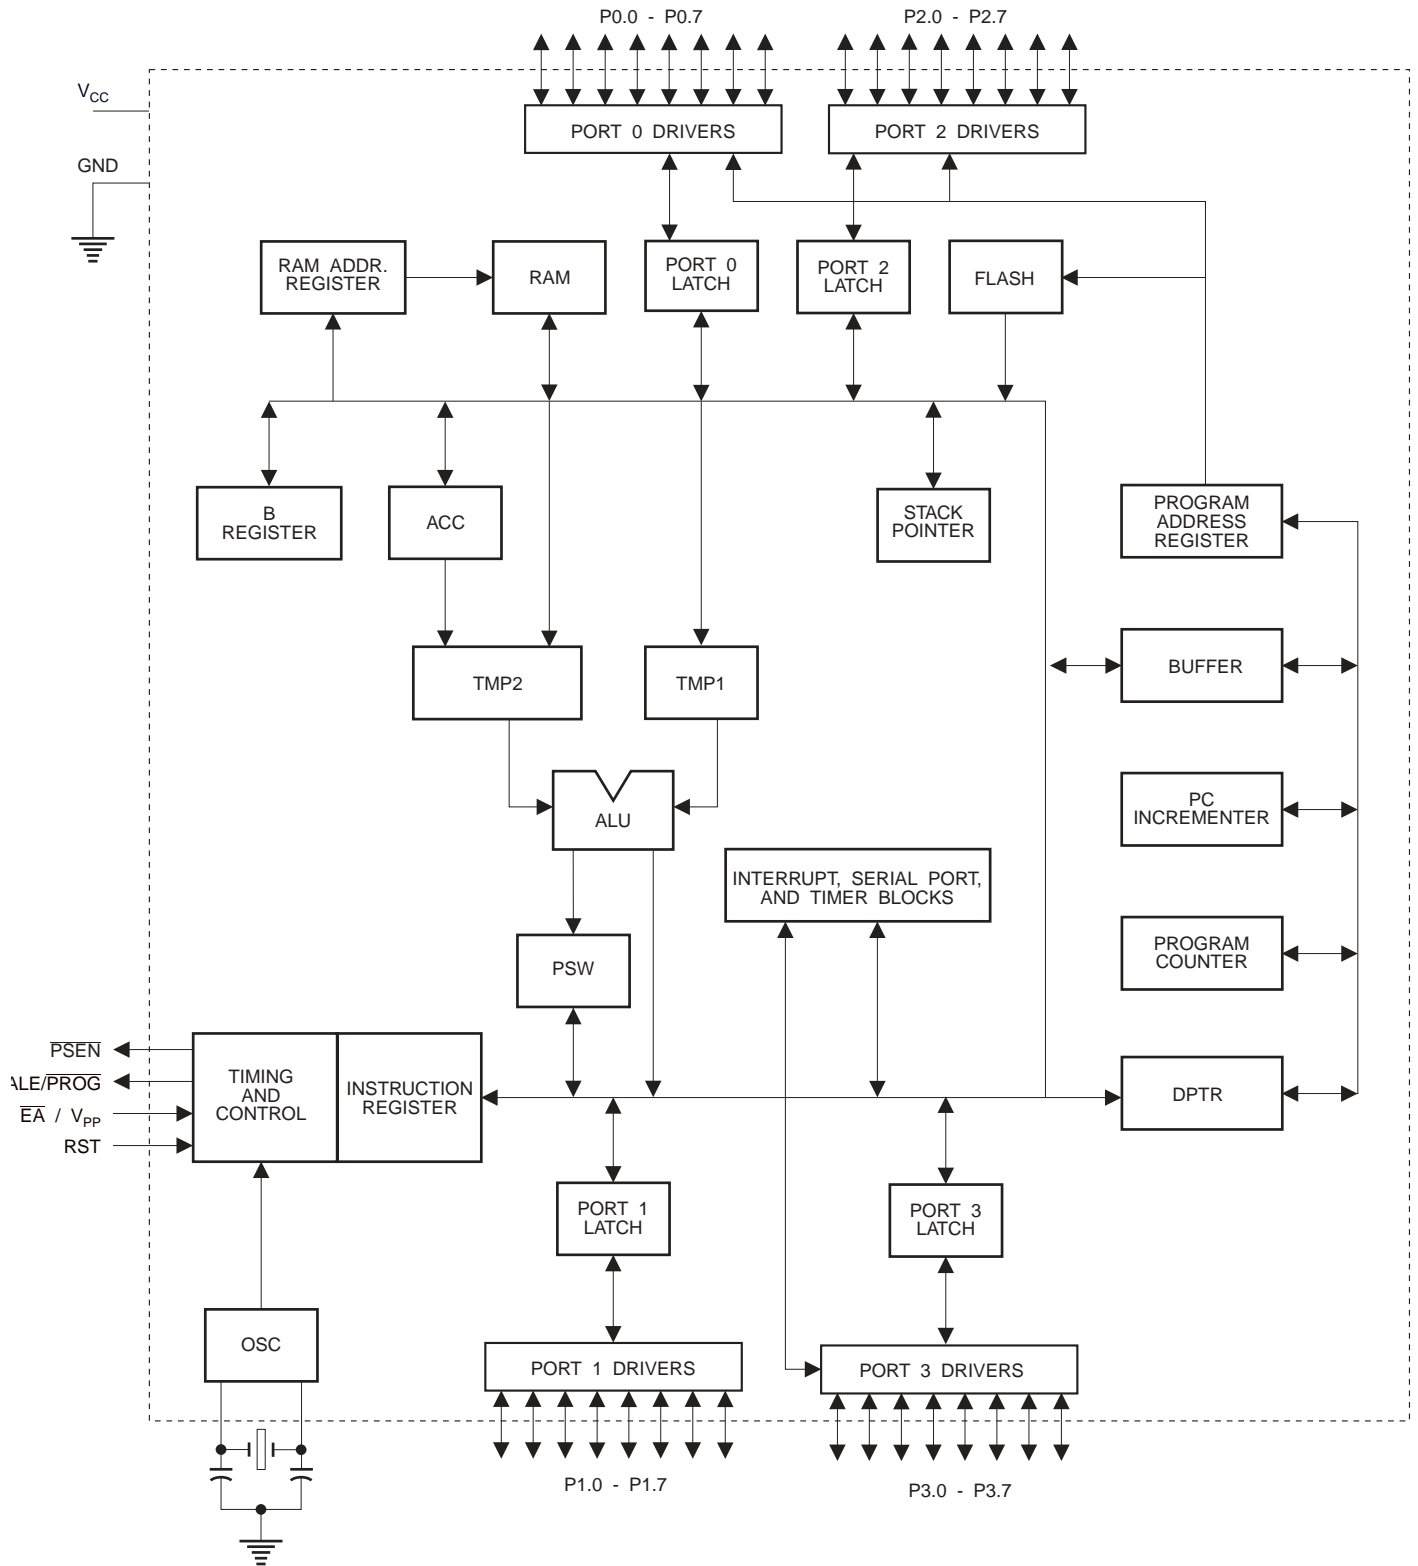 P0.0 - P0.7
P2.0 - P2.7
VCC
GND
PORT 0 DRIVERS
PORT 2 DRIVERS
RAM ADDR.
REGISTER
RAM
PORT 0
LATCH
PORT 2
LATCH
FLASH
B
REGISTER
ACC
STACK
POINTER
PROGRAM
ADDRESS
REGISTER
TMP2
TMP1
BUFFER
ALU
PC
INCREMENTER
INTERRUPT, SERIAL PORT,
AND TIMER BLOCKS
PSW
PROGRAM
COUNTER
PSEN
ALE/PROG
EA / VPP
RST
TIMING
AND
CONTROL
INSTRUCTION
REGISTER
DPTR
PORT 1
LATCH
PORT 3
LATCH
OSC
PORT 1 DRIVERS
PORT 3 DRIVERS
P1.0 - P1.7
P3.0 - P3.7